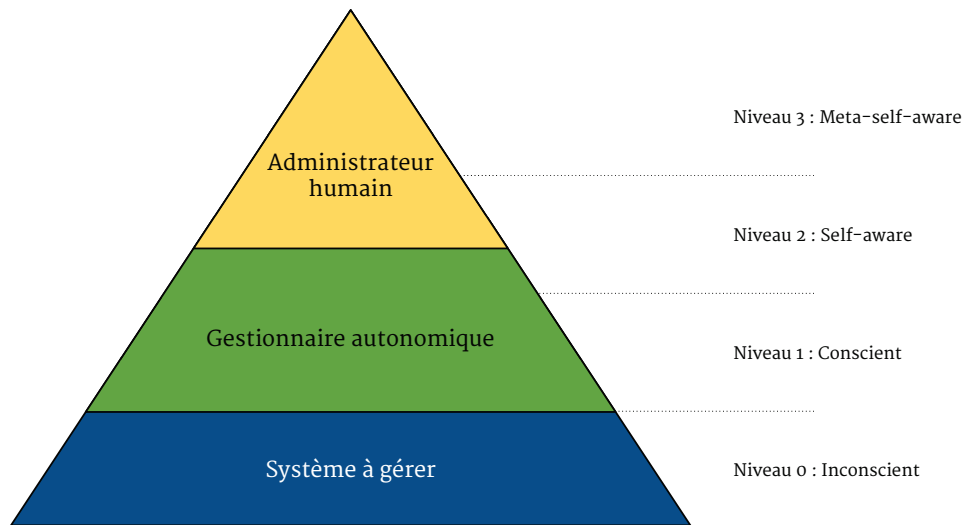 Niveau 3 : Meta-self-aware
Administrateur
humain
Niveau 2 : Self-aware
Gestionnaire autonomique
Niveau 1 : Conscient
Système à gérer
Niveau 0 : Inconscient